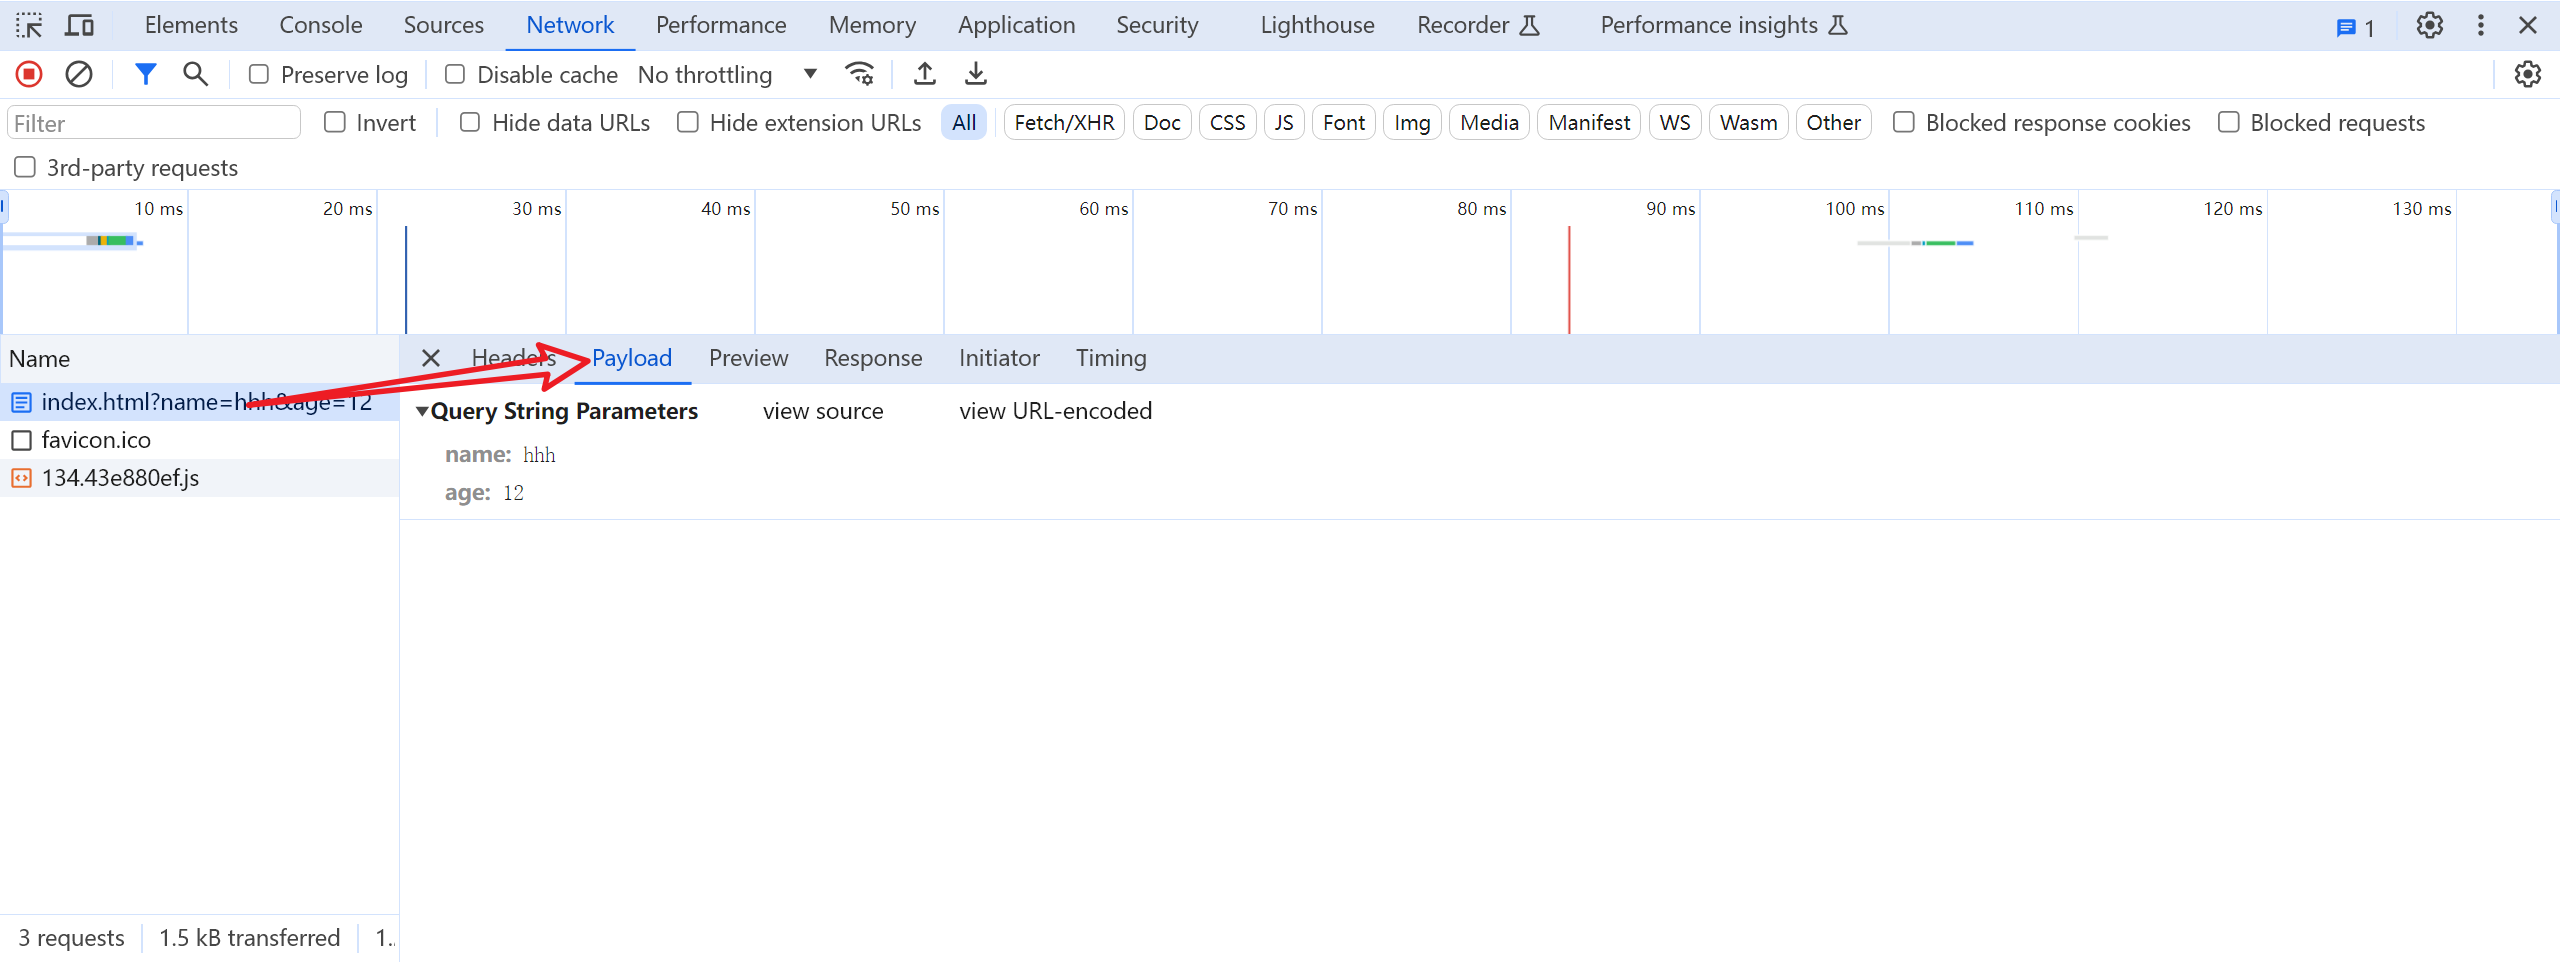 Elements Console Sources Network Performance Memory Application Security Lighthouse Recorder Performance insights 1
Preserve log Disable cache No throttling
Filter Invert Hide data URLs Hide extension URLs All Fetch/XHR Doc CSS JS Font Img Media Manifest WS Wasm Other Blocked response cookies Blocked requests
3rd-party requests
10 ms 20 ms 30 ms 40 ms 50 ms 60 ms 70 ms 80 ms 90 ms 100 ms 110 ms 120 ms 130 ms
Name Headers Payload Preview Response Initiator Timing
index.html?name=hhh&age=12
Query String Parameters view source view URL-encoded
favicon.ico
name: hhh
134.43e880ef.js
age: 12
3 requests 1.5 kB transferred 1.